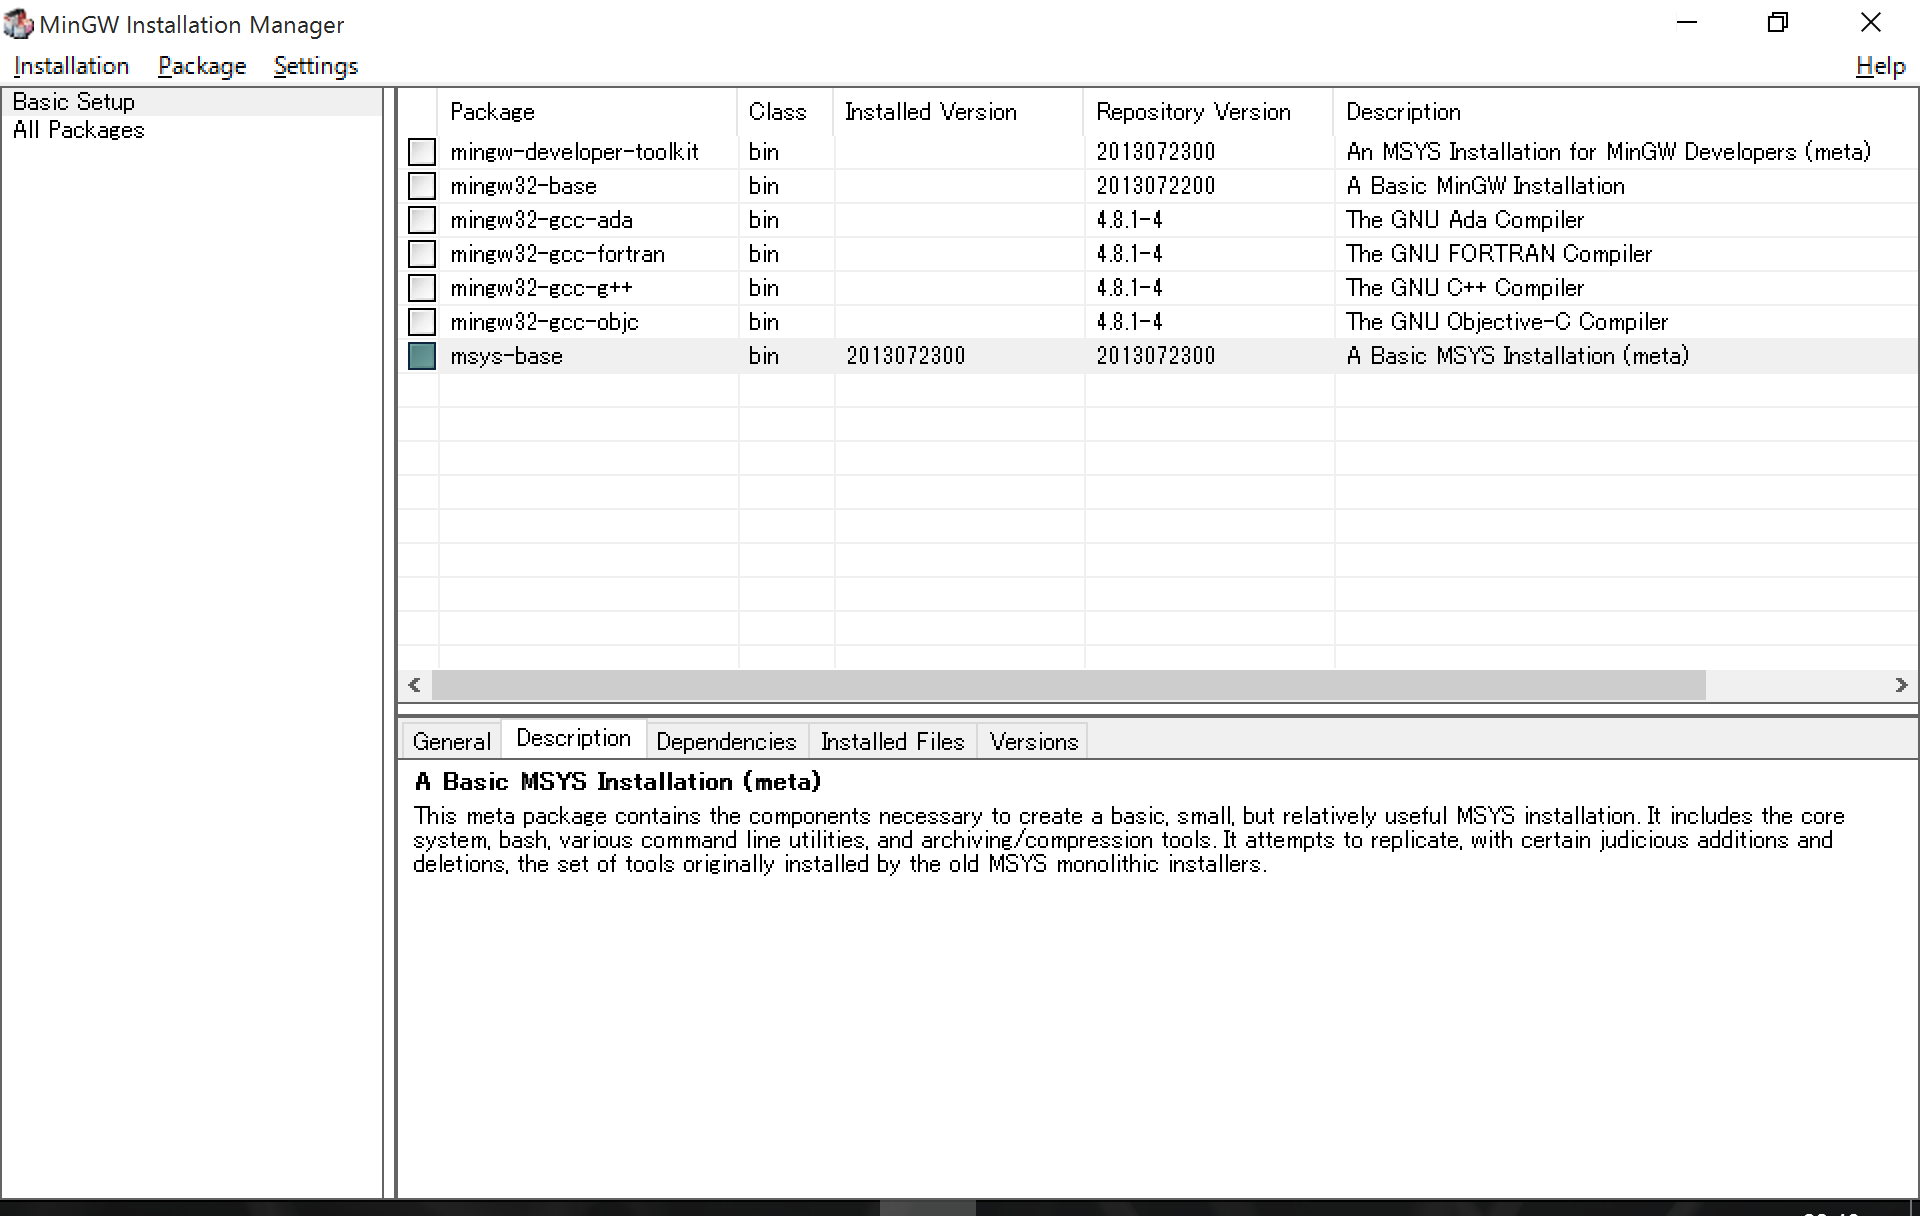 MinGW Installation Manager
Installation Package Settings Help
Basic Setup
All Packages
Package Class Installed Version Repository Version Description
mingw-developer-toolkit bin 2013072300 An MSYS Installation for MinGW Developers (meta)
mingw32-base bin 2013072200 A Basic MinGW Installation
mingw32-gcc-ada bin 4.8.1-4 The GNU Ada Compiler
mingw32-gcc-fortran bin 4.8.1-4 The GNU FORTRAN Compiler
mingw32-gcc-g++ bin 4.8.1-4 The GNU C++ Compiler
mingw32-gcc-objc bin 4.8.1-4 The GNU Objective-C Compiler
msys-base bin 2013072300 2013072300 A Basic MSYS Installation (meta)
General Description Dependencies Installed Files Versions
A Basic MSYS Installation (meta)
This meta package contains the components necessary to create a basic, small, but relatively useful MSYS installation. It includes the core
system, bash, various command line utilities, and archiving/compression tools. It attempts to replicate, with certain judicious additions and
deletions, the set of tools originally installed by the old MSYS monolithic installers.